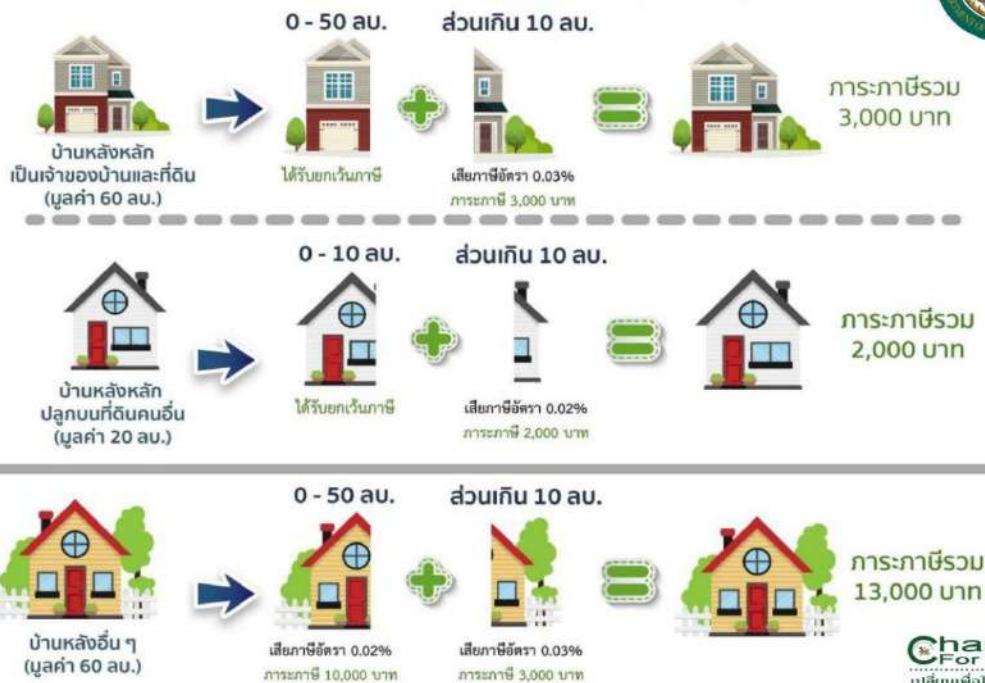 0 - 50 ลบ. ส่วนเกิน 10 ลบ.
บ้านหลังหลัก
เป็นเจ้าของบ้านและที่ดิน
(มูลค่า 60 ลบ.)
ได้รับยกเว้นภาษี
เสียภาษีอัตรา 0.03%
ภาระภาษี 3,000 บาท
ภาระภาษีรวม
3,000 บาท
0 - 10 ลบ. ส่วนเกิน 10 ลบ.
บ้านหลังหลัก
ปลูกบนที่ดินคนอื่น
(มูลค่า 20 ลบ.)
ได้รับยกเว้นภาษี
เสียภาษีอัตรา 0.02%
ภาระภาษี 2,000 บาท
ภาระภาษีรวม
2,000 บาท
0 - 50 ลบ. ส่วนเกิน 10 ลบ.
บ้านหลังอื่น ๆ
(มูลค่า 60 ลบ.)
เสียภาษีอัตรา 0.02%
ภาระภาษี 10,000 บาท
เสียภาษีอัตรา 0.03%
ภาระภาษี 3,000 บาท
ภาระภาษีรวม
13,000 บาท
For